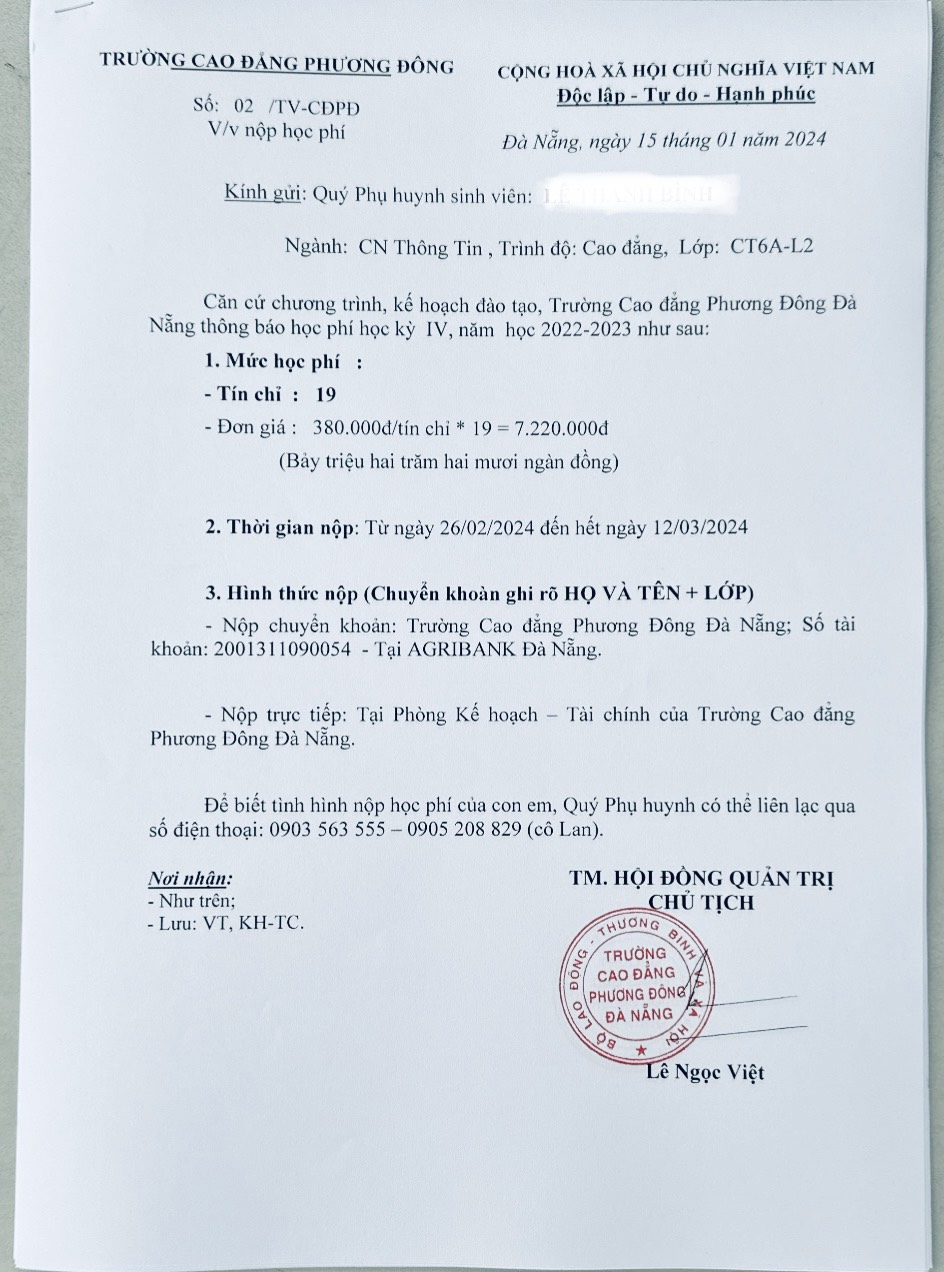 TRƯỜNG CAO ĐẲNG PHƯƠNG ĐÔNG
Số: 02 /TV-CĐPĐ
V/v nộp học phí
CỘNG HOÀ XÃ HỘI CHỦ NGHĨA VIỆT NAM
Độc lập - Tự do - Hạnh phúc
Đà Nẵng, ngày 15 tháng 01 năm 2024
Kính gửi: Quý Phụ huynh sinh viên:
Ngành: CN Thông Tin , Trình độ: Cao đẳng, Lớp: CT6A-L2
Căn cứ chương trình, kế hoạch đào tạo, Trường Cao đẳng Phương Đông Đà
Nẵng thông báo học phí học kỳ IV, năm học 2022-2023 như sau:
1. Mức học phí :
- Tín chỉ : 19
- Đơn giá : 380.000đ/tín chỉ * 19 = 7.220.000đ
(Bảy triệu hai trăm hai mươi ngàn đồng)
2. Thời gian nộp: Từ ngày 26/02/2024 đến hết ngày 12/03/2024
3. Hình thức nộp (Chuyển khoản ghi rõ HỌ VÀ TÊN + LỚP)
- Nộp chuyển khoản: Trường Cao đẳng Phương Đông Đà Nẵng; Số tài
khoản: 2001311090054 - Tại AGRIBANK Đà Nẵng.
- Nộp trực tiếp: Tại Phòng Kế hoạch – Tài chính của Trường Cao đẳng
Phương Đông Đà Nẵng.
Để biết tình hình nộp học phí của con em, Quý Phụ huynh có thể liên lạc qua
số điện thoại: 0903 563 555 – 0905 208 829 (cô Lan).
Nơi nhận:
- Như trên;
- Lưu: VT, KH-TC.
TM. HỘI ĐỒNG QUẢN TRỊ
CHỦ TỊCH
BỘ LAO ĐỘNG - THƯƠNG BINH VÀ XÃ HỘI
TRƯỜNG
CAO ĐẲNG
PHƯƠNG ĐÔNG
ĐÀ NẴNG
Lê Ngọc Việt